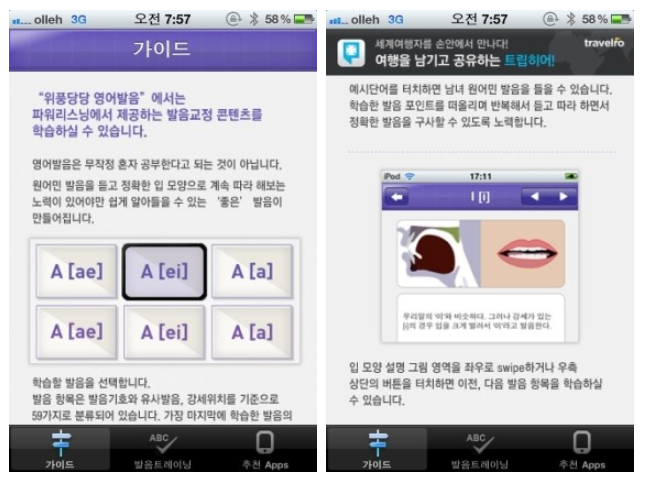 olleh 3G 오전 7:57 58%
가이드
“위풍당당 영어발음” 에서는
파워리스닝에서 제공하는 발음교정 콘텐츠를
학습하실 수 있습니다.
영어발음은 무작정 혼자 공부한다고 되는 것이 아닙니다.
원어민 발음을 듣고 정확한 입 모양으로 계속 따라 해보는
노력이 있어야만 쉽게 알아들을 수 있는 ‘좋은’ 발음이
만들어집니다.
A [ae] A [ei] A [a]
A [ae] A [ei] A [a]
학습할 발음을 선택합니다.
발음 항목은 발음기호와 유사발음, 강세위치를 기준으로
59가지로 분류되어 있습니다. 가장 마지막에 학습한 발음의
가이드 ABC 발음트레이닝 추천 Apps
olleh 3G 오전 7:57 58%
세계여행자를 손안에서 만나다! travelro
여행을 남기고 공유하는 트립히어!
예시단어를 터치하면 남녀 원어민 발음을 들을 수 있습니다.
학습한 발음 포인트를 떠올리며 반복해서 듣고 따라 하면서
정확한 발음을 구사할 수 있도록 노력합니다.
iPod 17:11
I [i]
우리말의 '이'와 비슷하다. 그러나 강세가 있는
[i]의 경우 입을 크게 벌려서 '이'라고 발음한다.
입 모양 설명 그림 영역을 좌우로 swipe하거나 우측
상단의 버튼을 터치하면 이전, 다음 발음 항목을 학습하실
수 있습니다.
가이드 ABC 발음트레이닝 추천 Apps